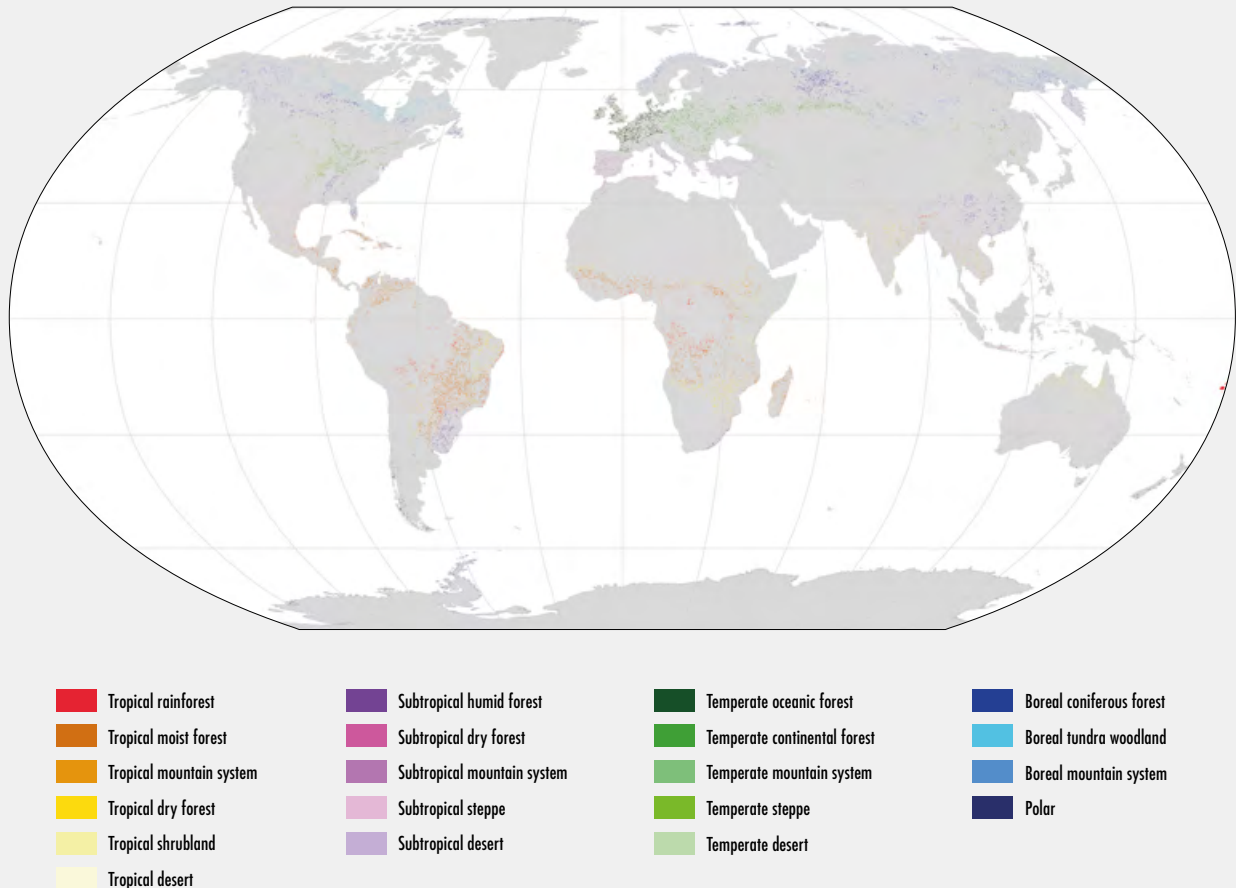 Tropical rainforest
Tropical moist forest
Tropical mountain system
Tropical dry forest
Tropical shrubland
Tropical desert
Subtropical humid forest
Subtropical dry forest
Subtropical mountain system
Subtropical steppe
Subtropical desert
Temperate oceanic forest
Temperate continental forest
Temperate mountain system
Temperate steppe
Temperate desert
Boreal coniferous forest
Boreal tundra woodland
Boreal mountain system
Polar